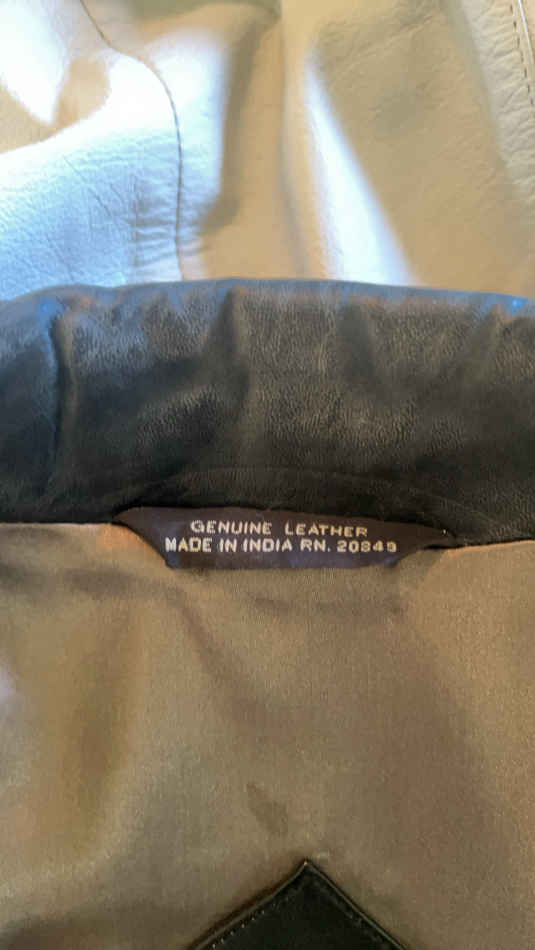 GENUINE LEATHER
MADE IN INDIA RN. 20849